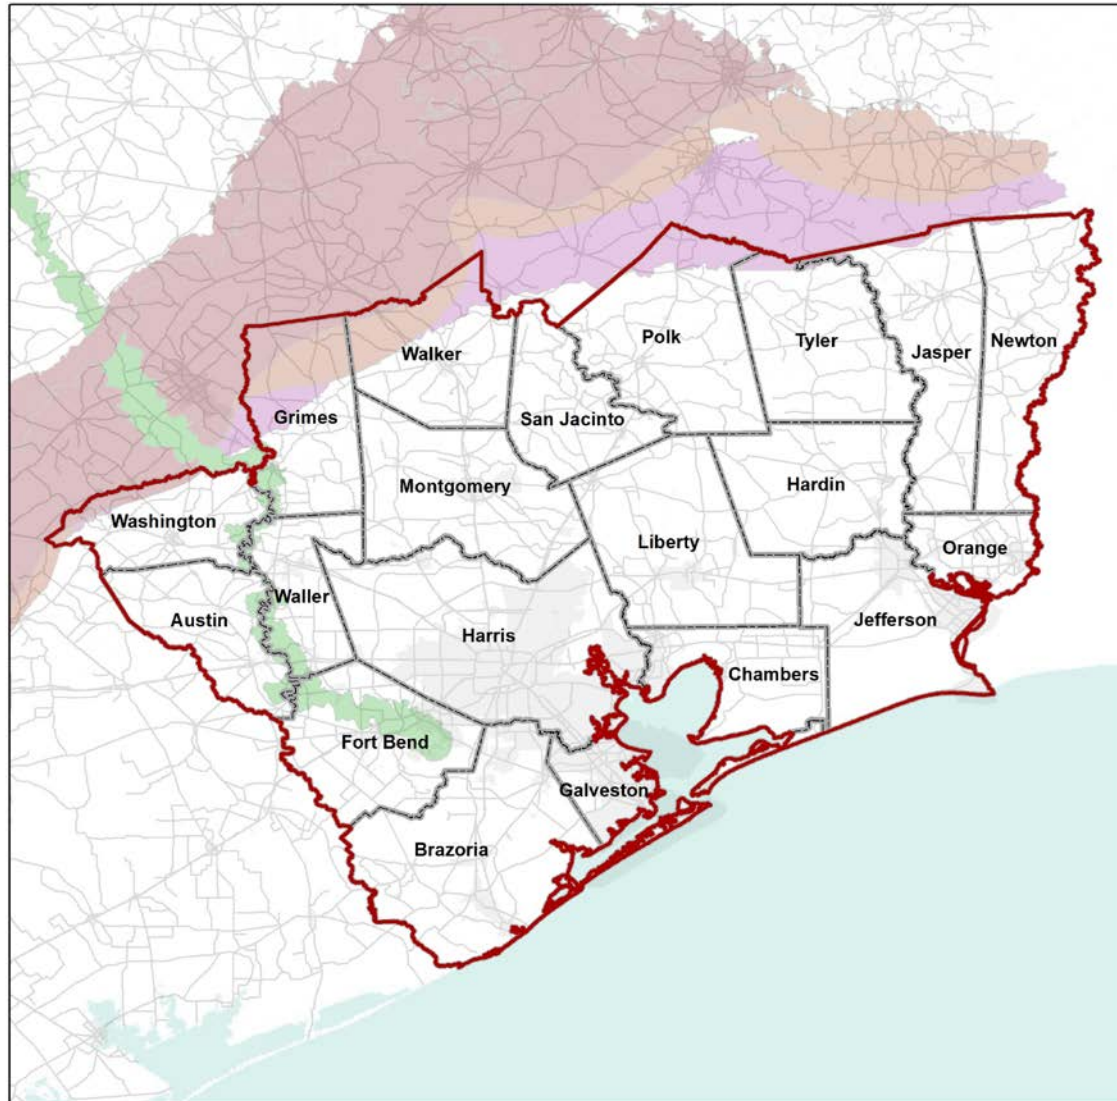 Polk
Tyler
Newton
Walker
Jasper
Grimes
San Jacinto
Montgomery
Hardin
Washington
Liberty
Orange
Waller
Austin
Harris
Jefferson
Chambers
Fort Bend
Galveston
Brazoria